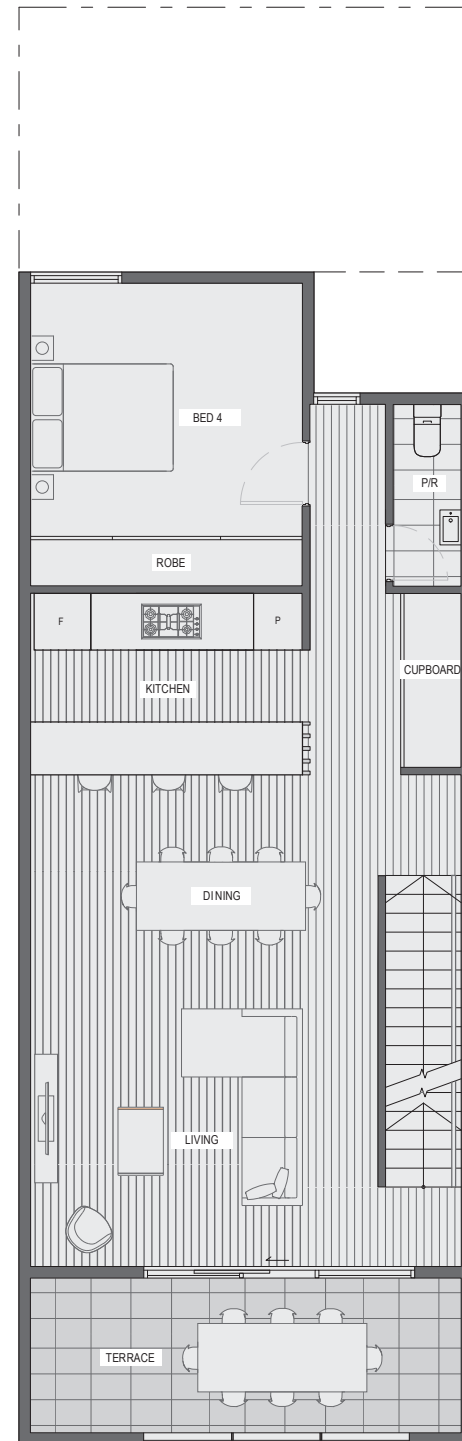 BED 4
P/R
ROBE
F
P
CUPBOARD
KITCHEN
DINING
LIVING
TERRACE